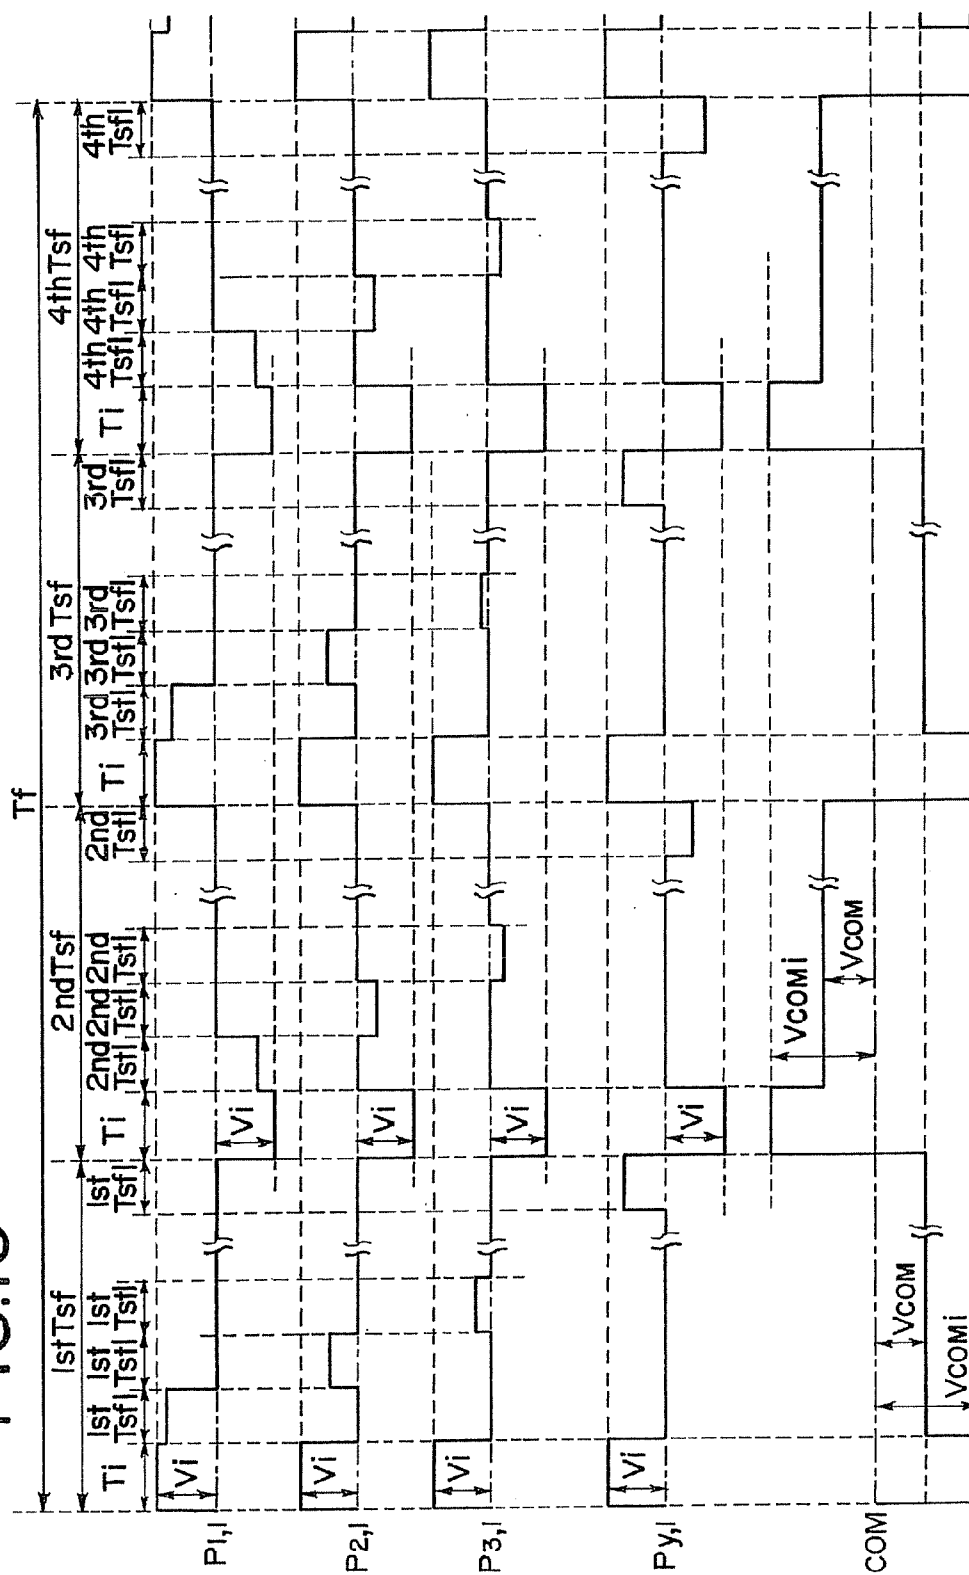 Tf
1st Tsf 2nd Tsf 3rd Tsf 4th Tsf
Ti 1st 1st 1st 1st Ti 2nd 2nd 2nd 2nd Ti 3rd 3rd 3rd 3rd Ti 4th 4th 4th 4th
Tsfl Tsfl Tsfl Tsfl Tsfl Tsfl Tsfl Tsfl Tsfl Tsfl Tsfl Tsfl Tsfl Tsfl Tsfl Tsfl
P1,1 Vi Vi
P2,1 Vi Vi
P3,1 Vi Vi
Py,1 Vi Vi
VCOMi VCOM
COM VCOM
VCOMi